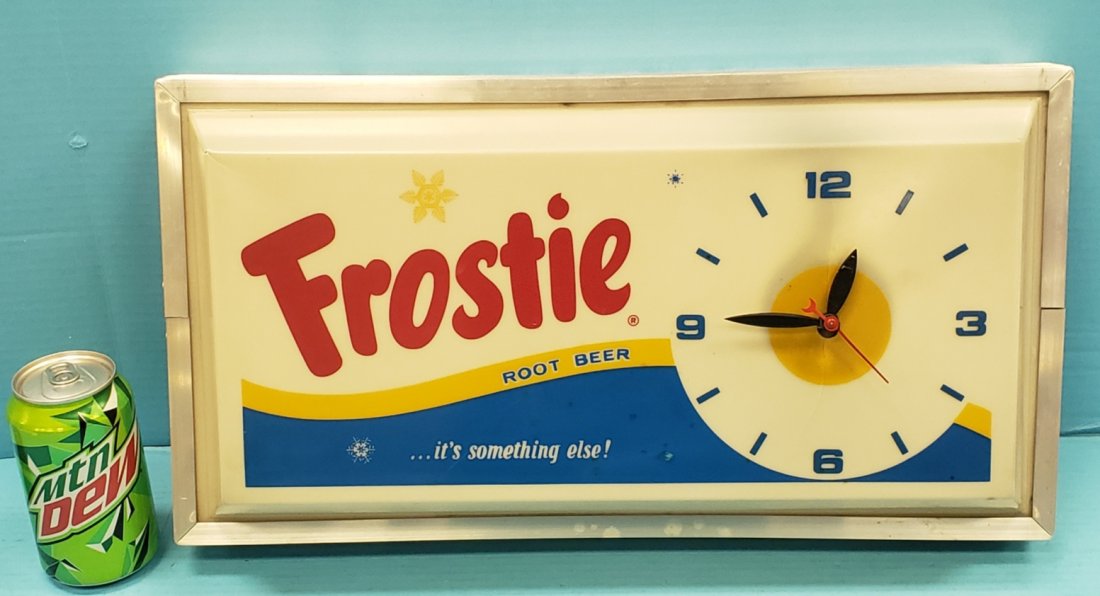 Frostie®
ROOT BEER
...it's something else!
12
3
6
9
mtn
DEW